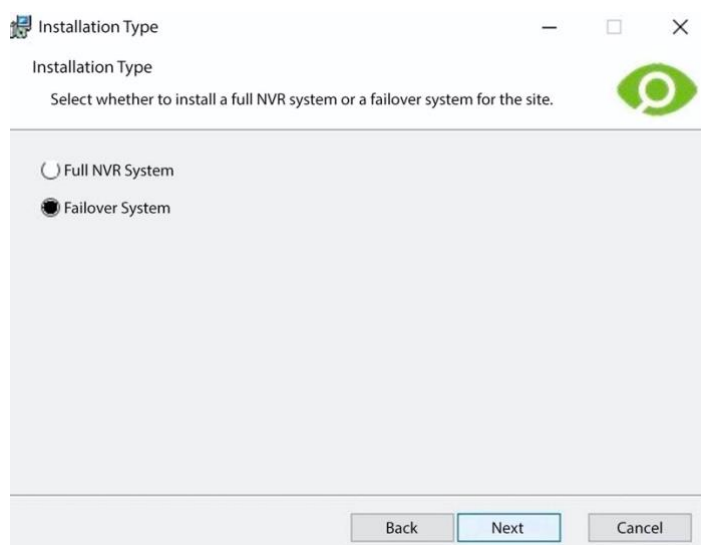 Installation Type
Installation Type
Select whether to install a full NVR system or a failover system for the site.
Full NVR System
Failover System
Back Next Cancel